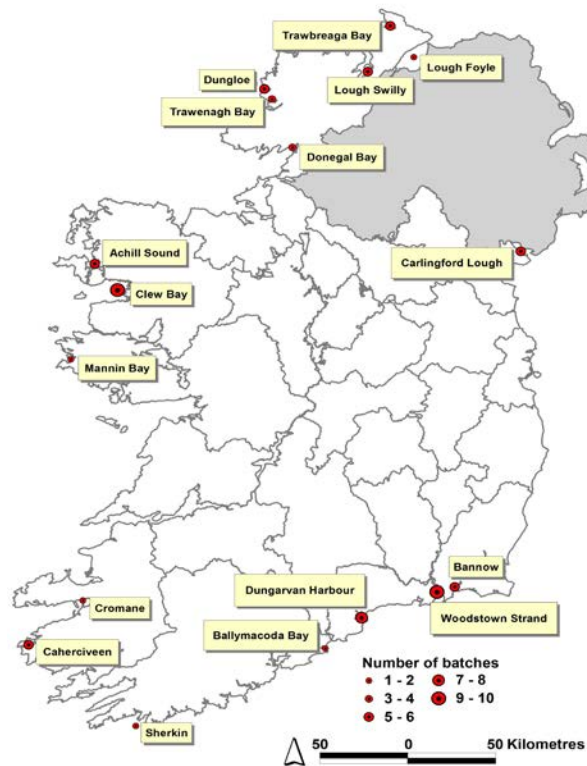 Trawbreaga Bay
Lough Foyle
Dungloe
Lough Swilly
Trawenagh Bay
Donegal Bay
Achill Sound
Carlingford Lough
Clew Bay
Mannin Bay
Bannow
Dungarvan Harbour
Cromane
Woodstown Strand
Ballymacoda Bay
Caherciveen
Sherkin
Number of batches
1 - 2
3 - 4
5 - 6
7 - 8
9 - 10
50 0 50 Kilometres